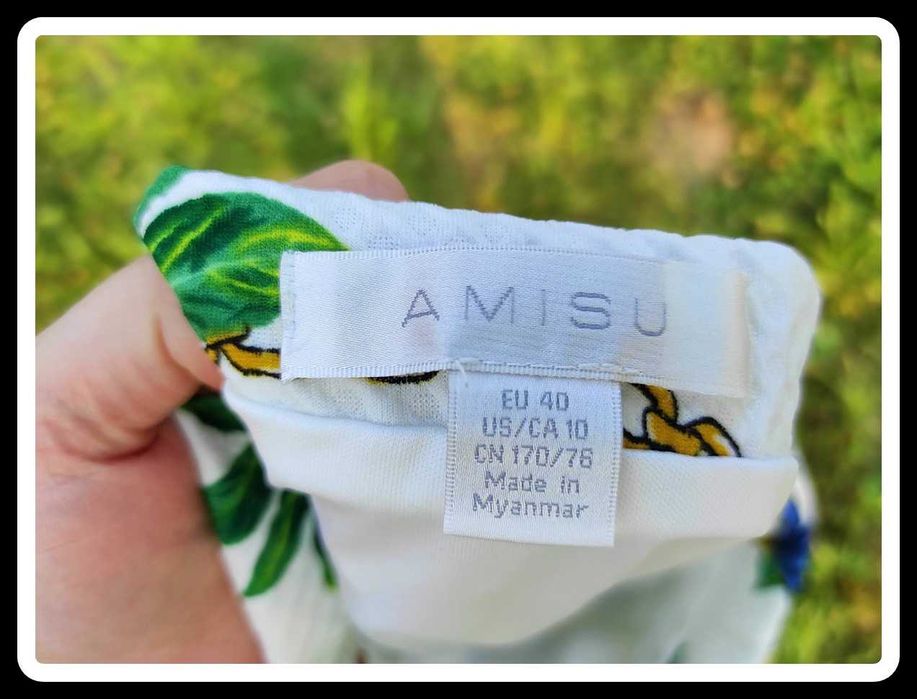 AMISU
EU 40
US/CA 10
CN 170/76
Made in
Myanmar